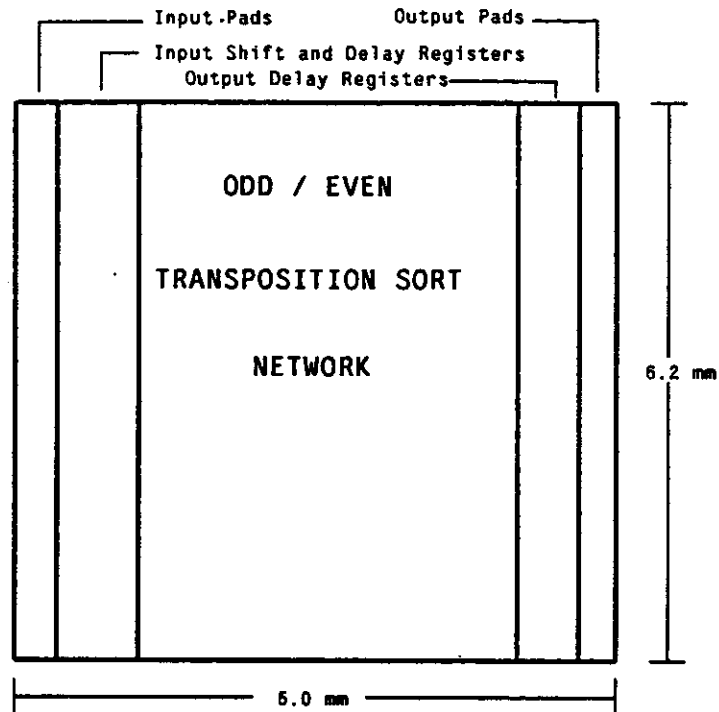 Input Pads Output Pads
Input Shift and Delay Registers
Output Delay Registers
ODD / EVEN
TRANSPOSITION SORT
NETWORK
6.2 mm
5.0 mm